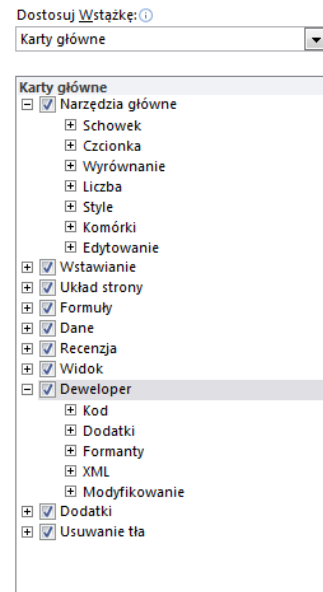 Dostosuj Wstążkę:
Karty główne
Karty główne
Narzędzia główne
Schowek
Czcionka
Wyrównanie
Liczba
Style
Komórki
Edytowanie
Wstawianie
Układ strony
Formuły
Dane
Recenzja
Widok
Deweloper
Kod
Dodatki
Formanty
XML
Modyfikowanie
Dodatki
Usuwanie tła